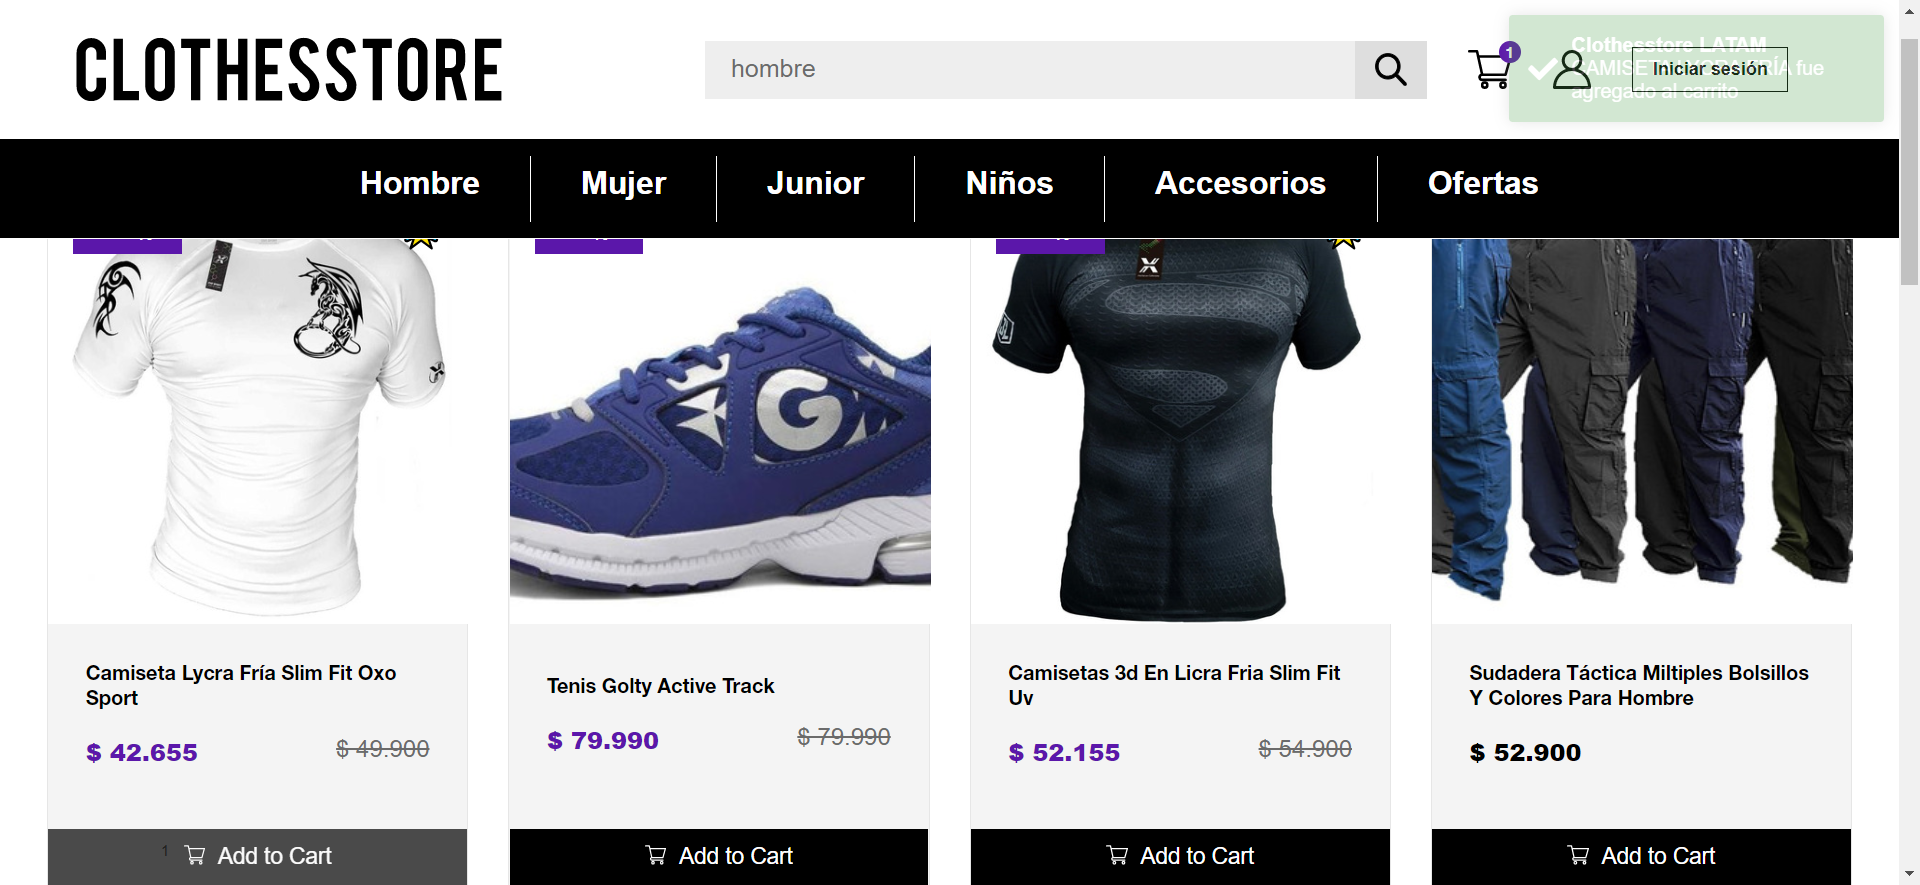 CLOTHESSTORE
hombre
1
Clothesstore LATAM
CAMISETA LYCRA FRÍA fue
agregado al carrito
Iniciar sesión
Hombre
Mujer
Junior
Niños
Accesorios
Ofertas
G
Camiseta Lycra Fría Slim Fit Oxo
Sport
$ 42.655
$ 49.900
1
Add to Cart
Tenis Golty Active Track
$ 79.990
$ 79.990
Add to Cart
Camisetas 3d En Licra Fria Slim Fit
Uv
$ 52.155
$ 54.900
Add to Cart
Sudadera Táctica Miltiples Bolsillos
Y Colores Para Hombre
$ 52.900
Add to Cart